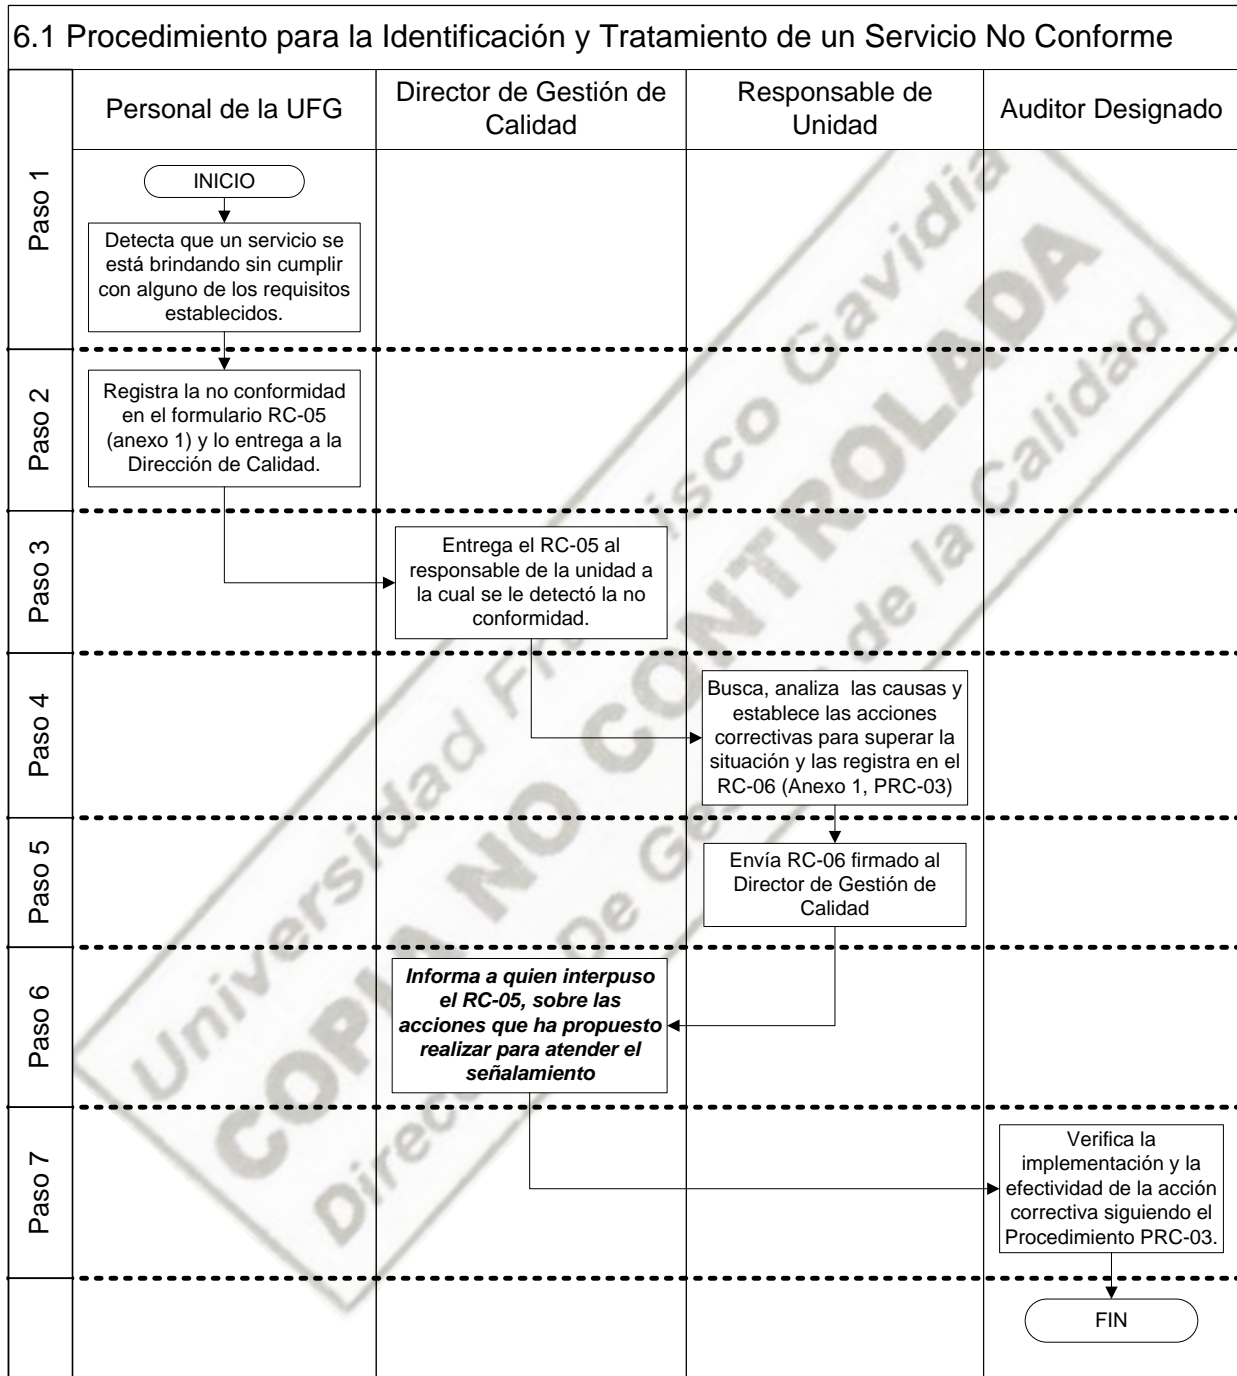 6.1 Procedimiento para la Identificación y Tratamiento de un Servicio No Conforme
Personal de la UFG
Director de Gestión de
Calidad
Responsable de
Unidad
Auditor Designado
Paso 1
INICIO
Detecta que un servicio se
está brindando sin cumplir
con alguno de los requisitos
establecidos.
Paso 2
Registra la no conformidad
en el formulario RC-05
(anexo 1) y lo entrega a la
Dirección de Calidad.
Paso 3
Entrega el RC-05 al
responsable de la unidad a
la cual se le detectó la no
conformidad.
Paso 4
Busca, analiza  las causas y
establece las acciones
correctivas para superar la
situación y las registra en el
RC-06 (Anexo 1, PRC-03)
Paso 5
Envía RC-06 firmado al
Director de Gestión de
Calidad
Paso 6
Informa a quien interpuso
el RC-05, sobre las
acciones que ha propuesto
realizar para atender el
señalamiento
Paso 7
Verifica la
implementación y la
efectividad de la acción
correctiva siguiendo el
Procedimiento PRC-03.
FIN
Universidad Francisco Gavidia
COPIA NO CONTROLADA
De Gestión de la Calidad